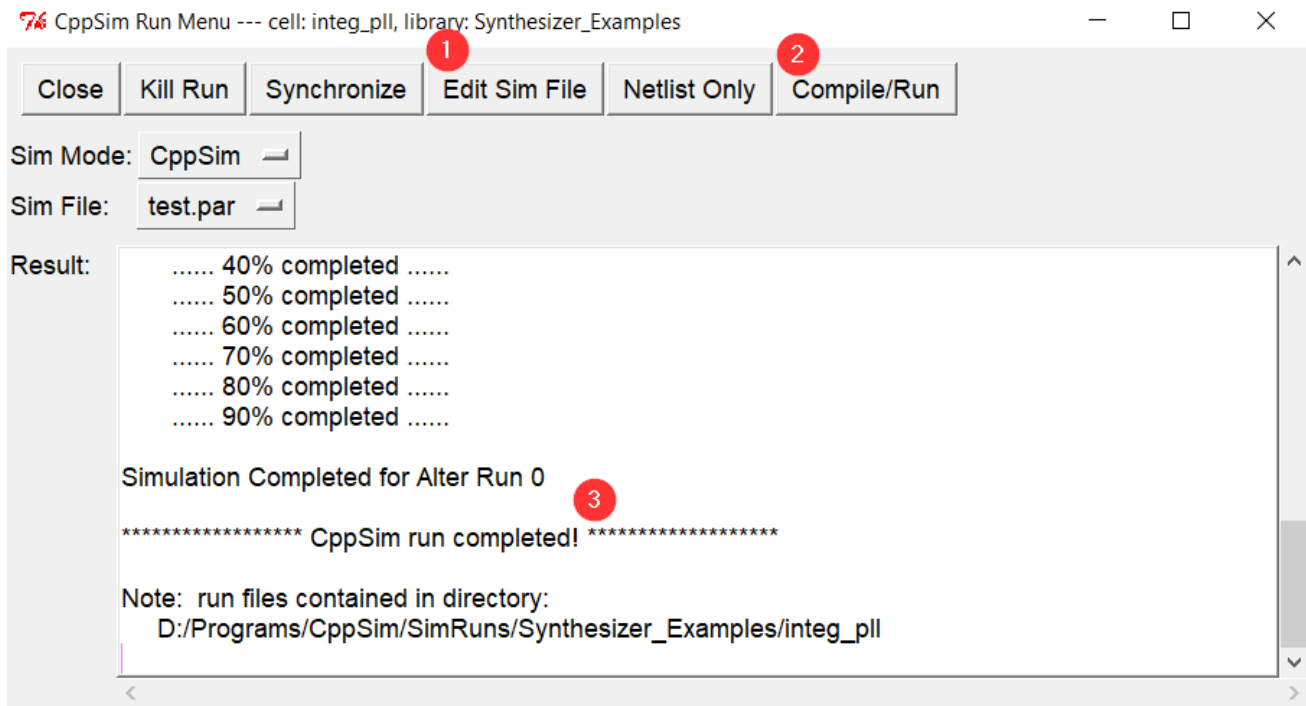 CppSim Run Menu --- cell: integ_pll, library: Synthesizer_Examples
1 2
Close Kill Run Synchronize Edit Sim File Netlist Only Compile/Run
Sim Mode: CppSim
Sim File: test.par
Result: ...... 40% completed ......
...... 50% completed ......
...... 60% completed ......
...... 70% completed ......
...... 80% completed ......
...... 90% completed ......
Simulation Completed for Alter Run 0
3
****************** CppSim run completed! *******************
Note:  run files contained in directory:
D:/Programs/CppSim/SimRuns/Synthesizer_Examples/integ_pll